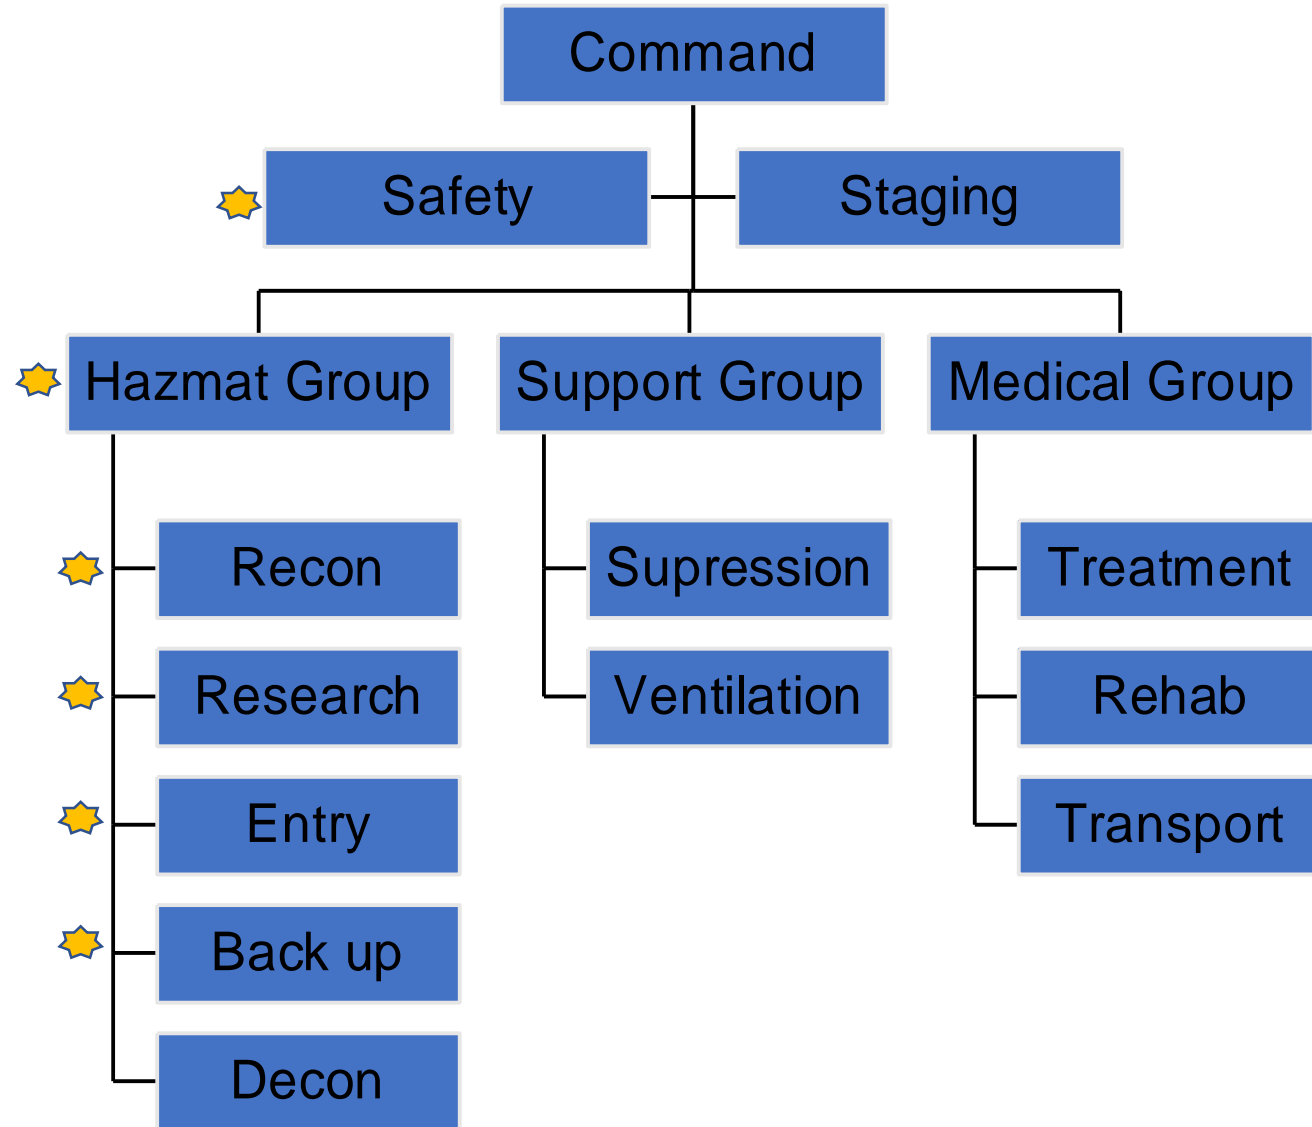 Command
Safety
Staging
Hazmat Group
Support Group
Medical Group
Recon
Research
Entry
Back up
Decon
Supression
Ventilation
Treatment
Rehab
Transport